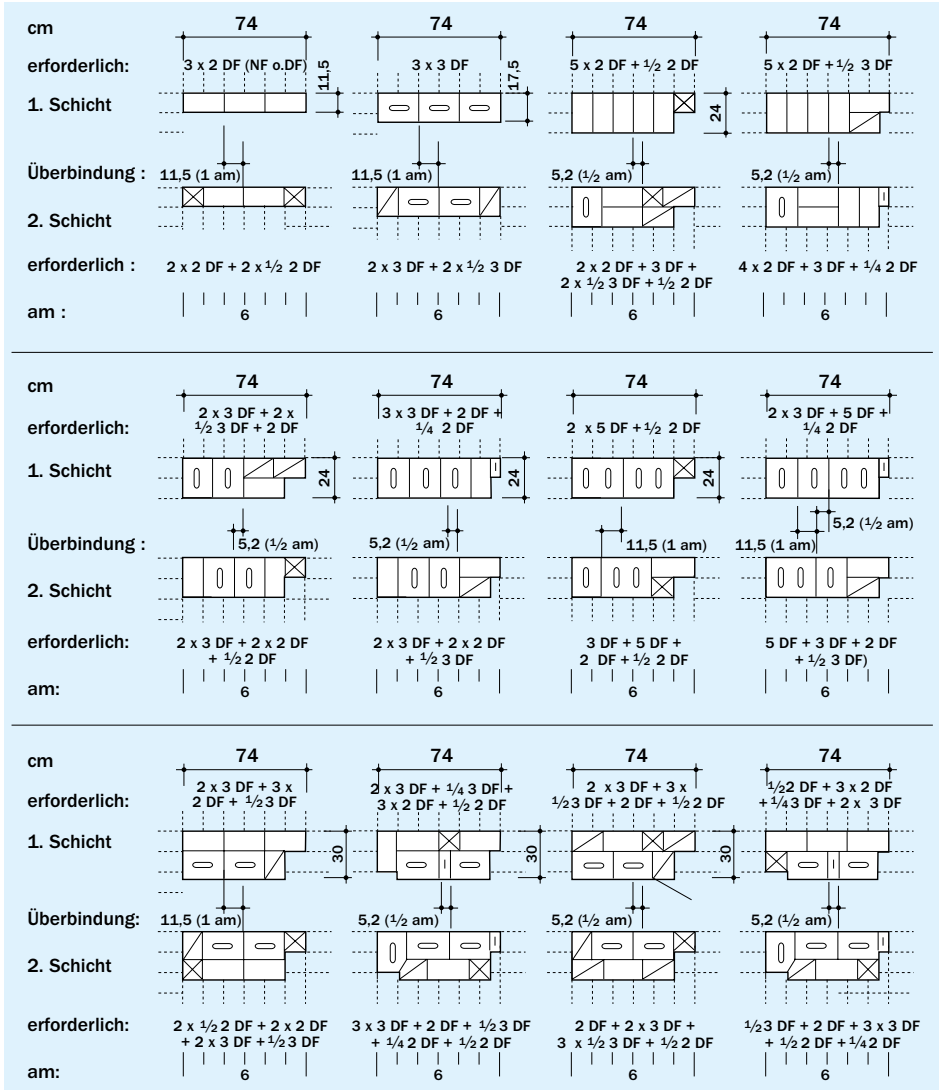 cm 74 74 74 74
erforderlich: 3 x 2 DF (NF o.DF) 3 x 3 DF 5 x 2 DF + ½ 2 DF 5 x 2 DF + ½ 3 DF
11,5 17,5
1. Schicht 24
Überbindung : 11,5 (1 am) 11,5 (1 am) 5,2 (½ am) 5,2 (½ am)
2. Schicht
erforderlich : 2 x 2 DF + 2 x ½ 2 DF 2 x 3 DF + 2 x ½ 3 DF 2 x 2 DF + 3 DF + 4 x 2 DF + 3 DF + ¼ 2 DF
2 x ½ 3 DF + ½ 2 DF
am : 6 6 6 6
cm 74 74 74 74
2 x 3 DF + 2 x 3 x 3 DF + 2 DF + 2 x 3 DF + 5 DF +
erforderlich: ½ 3 DF + 2 DF ¼ 2 DF 2 x 5 DF + ½ 2 DF ¼ 2 DF
1. Schicht 24 24
5,2 (½ am)
Überbindung : 5,2 (½ am) 5,2 (½ am) 11,5 (1 am) 11,5 (1 am)
2. Schicht
erforderlich: 2 x 3 DF + 2 x 2 DF 2 x 3 DF + 2 x 2 DF 3 DF + 5 DF + 5 DF + 3 DF + 2 DF
+ ½ 2 DF + ½ 3 DF 2 DF + ½ 2 DF + ½ 3 DF)
am: 6 6 6 6
cm 74 74 74 74
2 x 3 DF + 3 x 2 x 3 DF + ¼ 3 DF + 2 x 3 DF + 3 x ½2 DF + 3 x 2 DF
erforderlich: 2 DF + ½3 DF 3 x 2 DF + ½ 2 DF ½3 DF + 2 DF + ½ 2 DF + ¼3 DF + 2 x 3 DF
1. Schicht 30 30 30
Überbindung: 11,5 (1 am) 5,2 (½ am) 5,2 (½ am) 5,2 (½ am)
2. Schicht
erforderlich: 2 x ½ 2 DF + 2 x 2 DF 3 x 3 DF + 2 DF + ½ 3 DF 2 DF + 2 x 3 DF + ½3 DF + 2 DF + 3 x 3 DF
+ 2 x 3 DF + ½3 DF + ¼ 2 DF + ½ 2 DF 3 x ½ 3 DF + ½ 2 DF + ½2 DF + ¼2 DF
am: 6 6 6 6